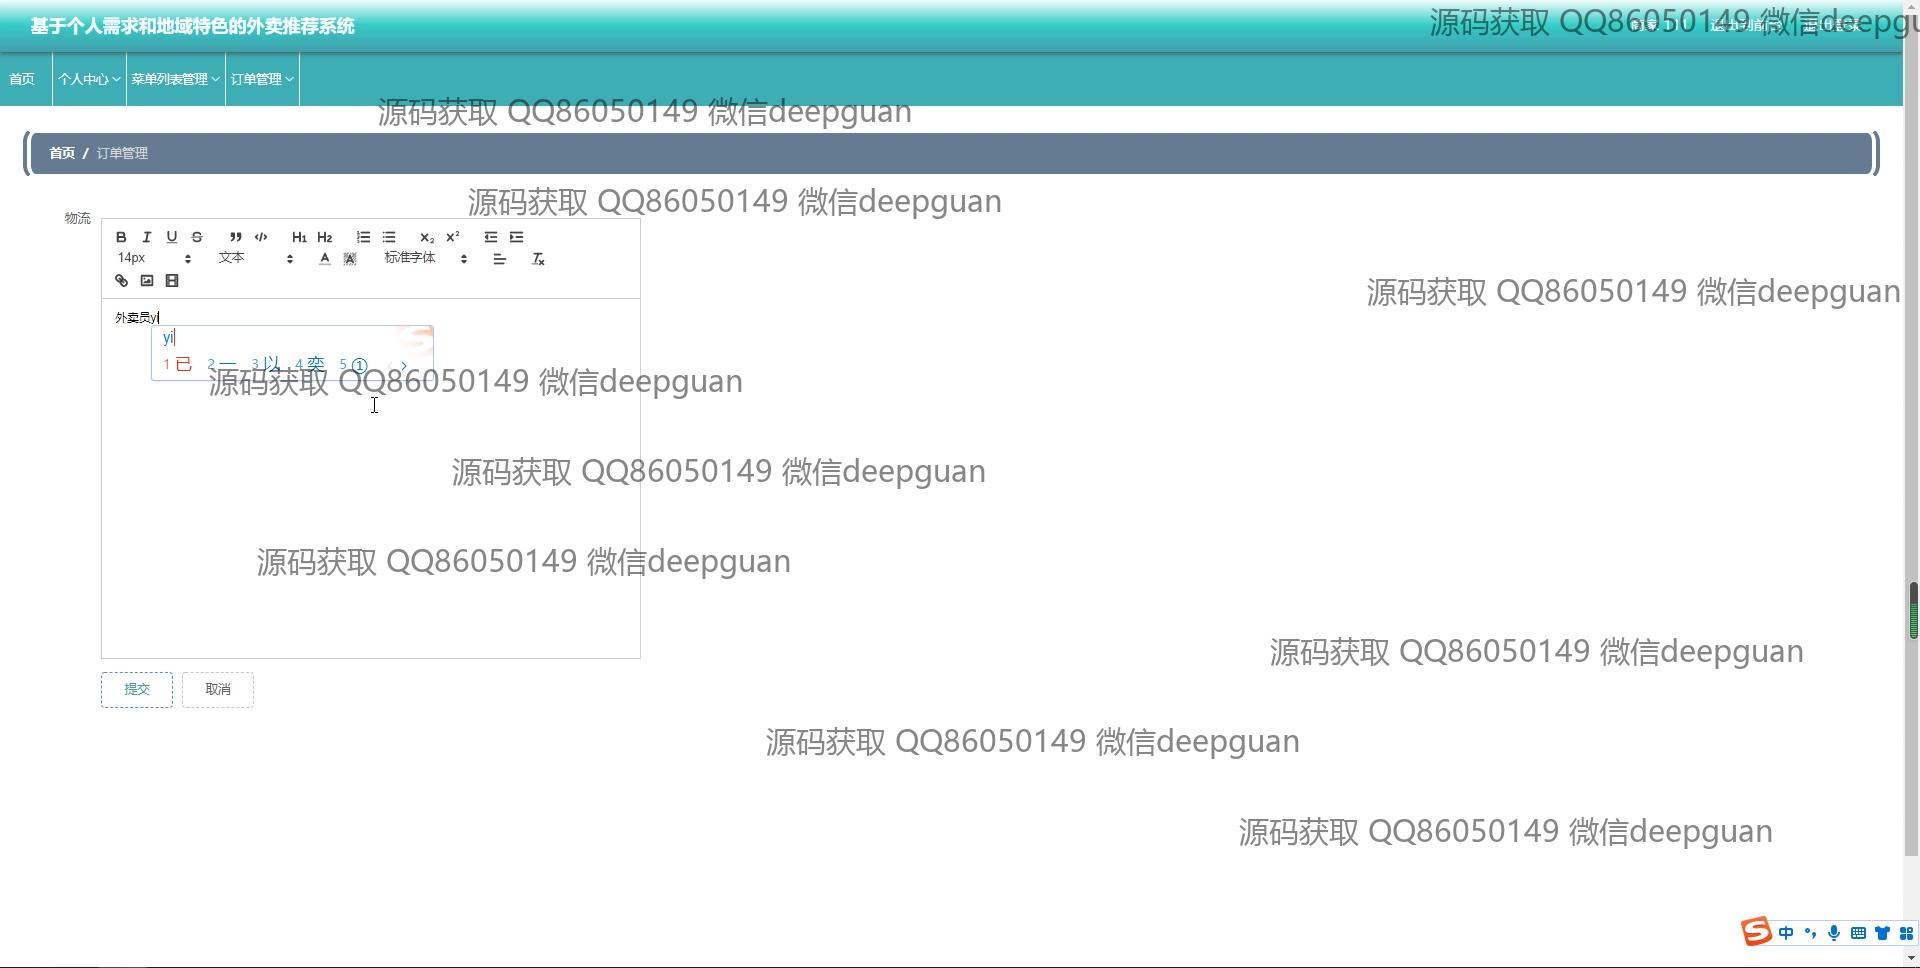 基于个人需求和地域特色的外卖推荐系统
源码获取 QQ86050149 微信deepgu
首页
个人中心
菜单列表管理
订单管理
源码获取 QQ86050149 微信deepguan
首页 / 订单管理
源码获取 QQ86050149 微信deepguan
物流
B I U S H1 H2 X₂ X²
14px 文本 A A 标准字体
源码获取 QQ86050149 微信deepguan
外卖员yi
yi
1 已 2 一 3 以 4 奕 5 ①
源码获取 QQ86050149 微信deepguan
源码获取 QQ86050149 微信deepguan
源码获取 QQ86050149 微信deepguan
源码获取 QQ86050149 微信deepguan
提交 取消
源码获取 QQ86050149 微信deepguan
源码获取 QQ86050149 微信deepguan
中